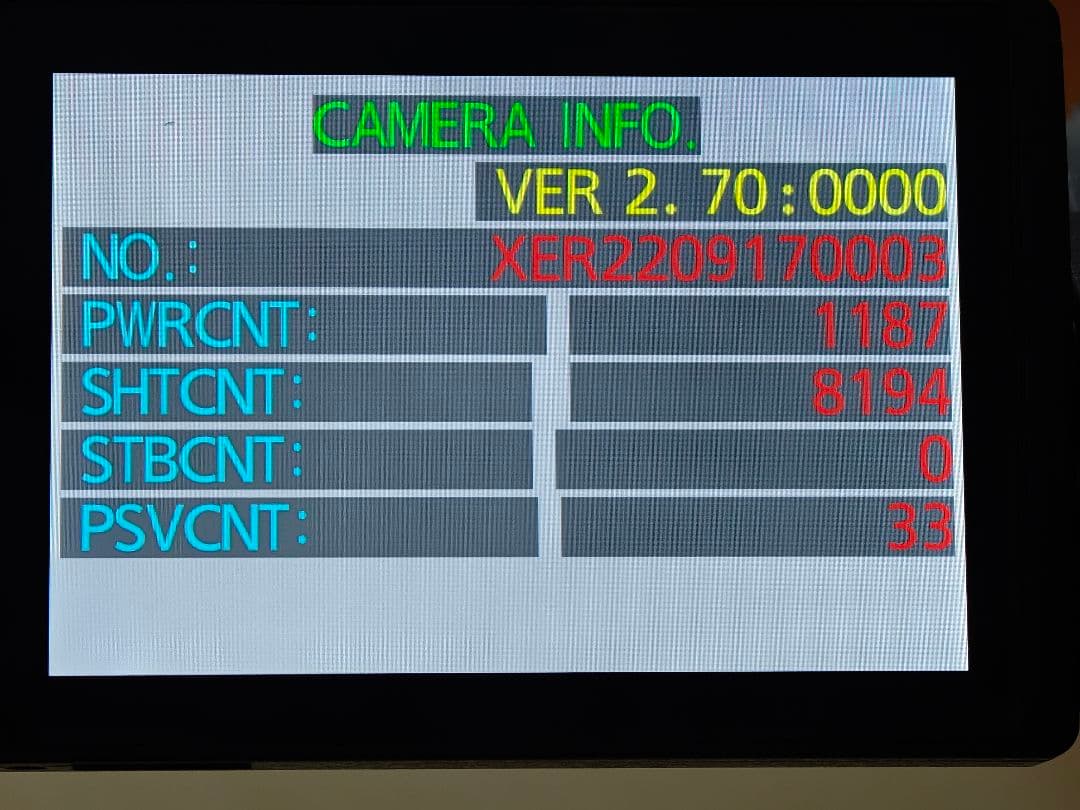 CAMERA INFO.
VER 2. 70:0000
NO.: XER2209170003
PWRCNT: 1187
SHTCNT: 8194
STBCNT: 0
PSVCNT: 33